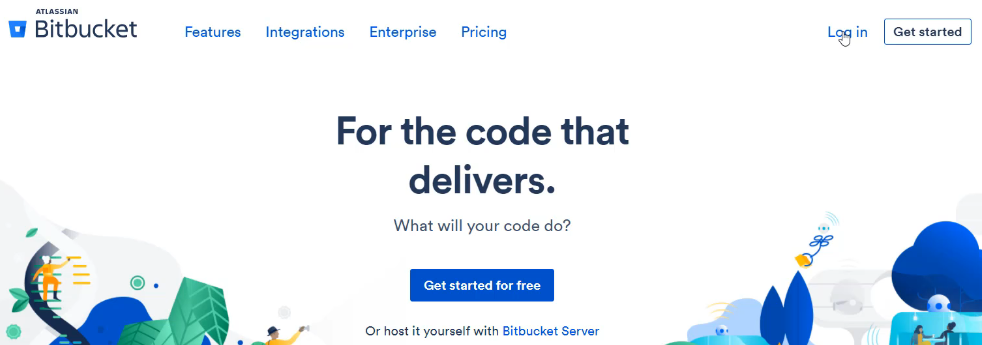 ATLASSIAN
Bitbucket
Features Integrations Enterprise Pricing Log in Get started
For the code that
delivers.
What will your code do?
Get started for free
Or host it yourself with Bitbucket Server